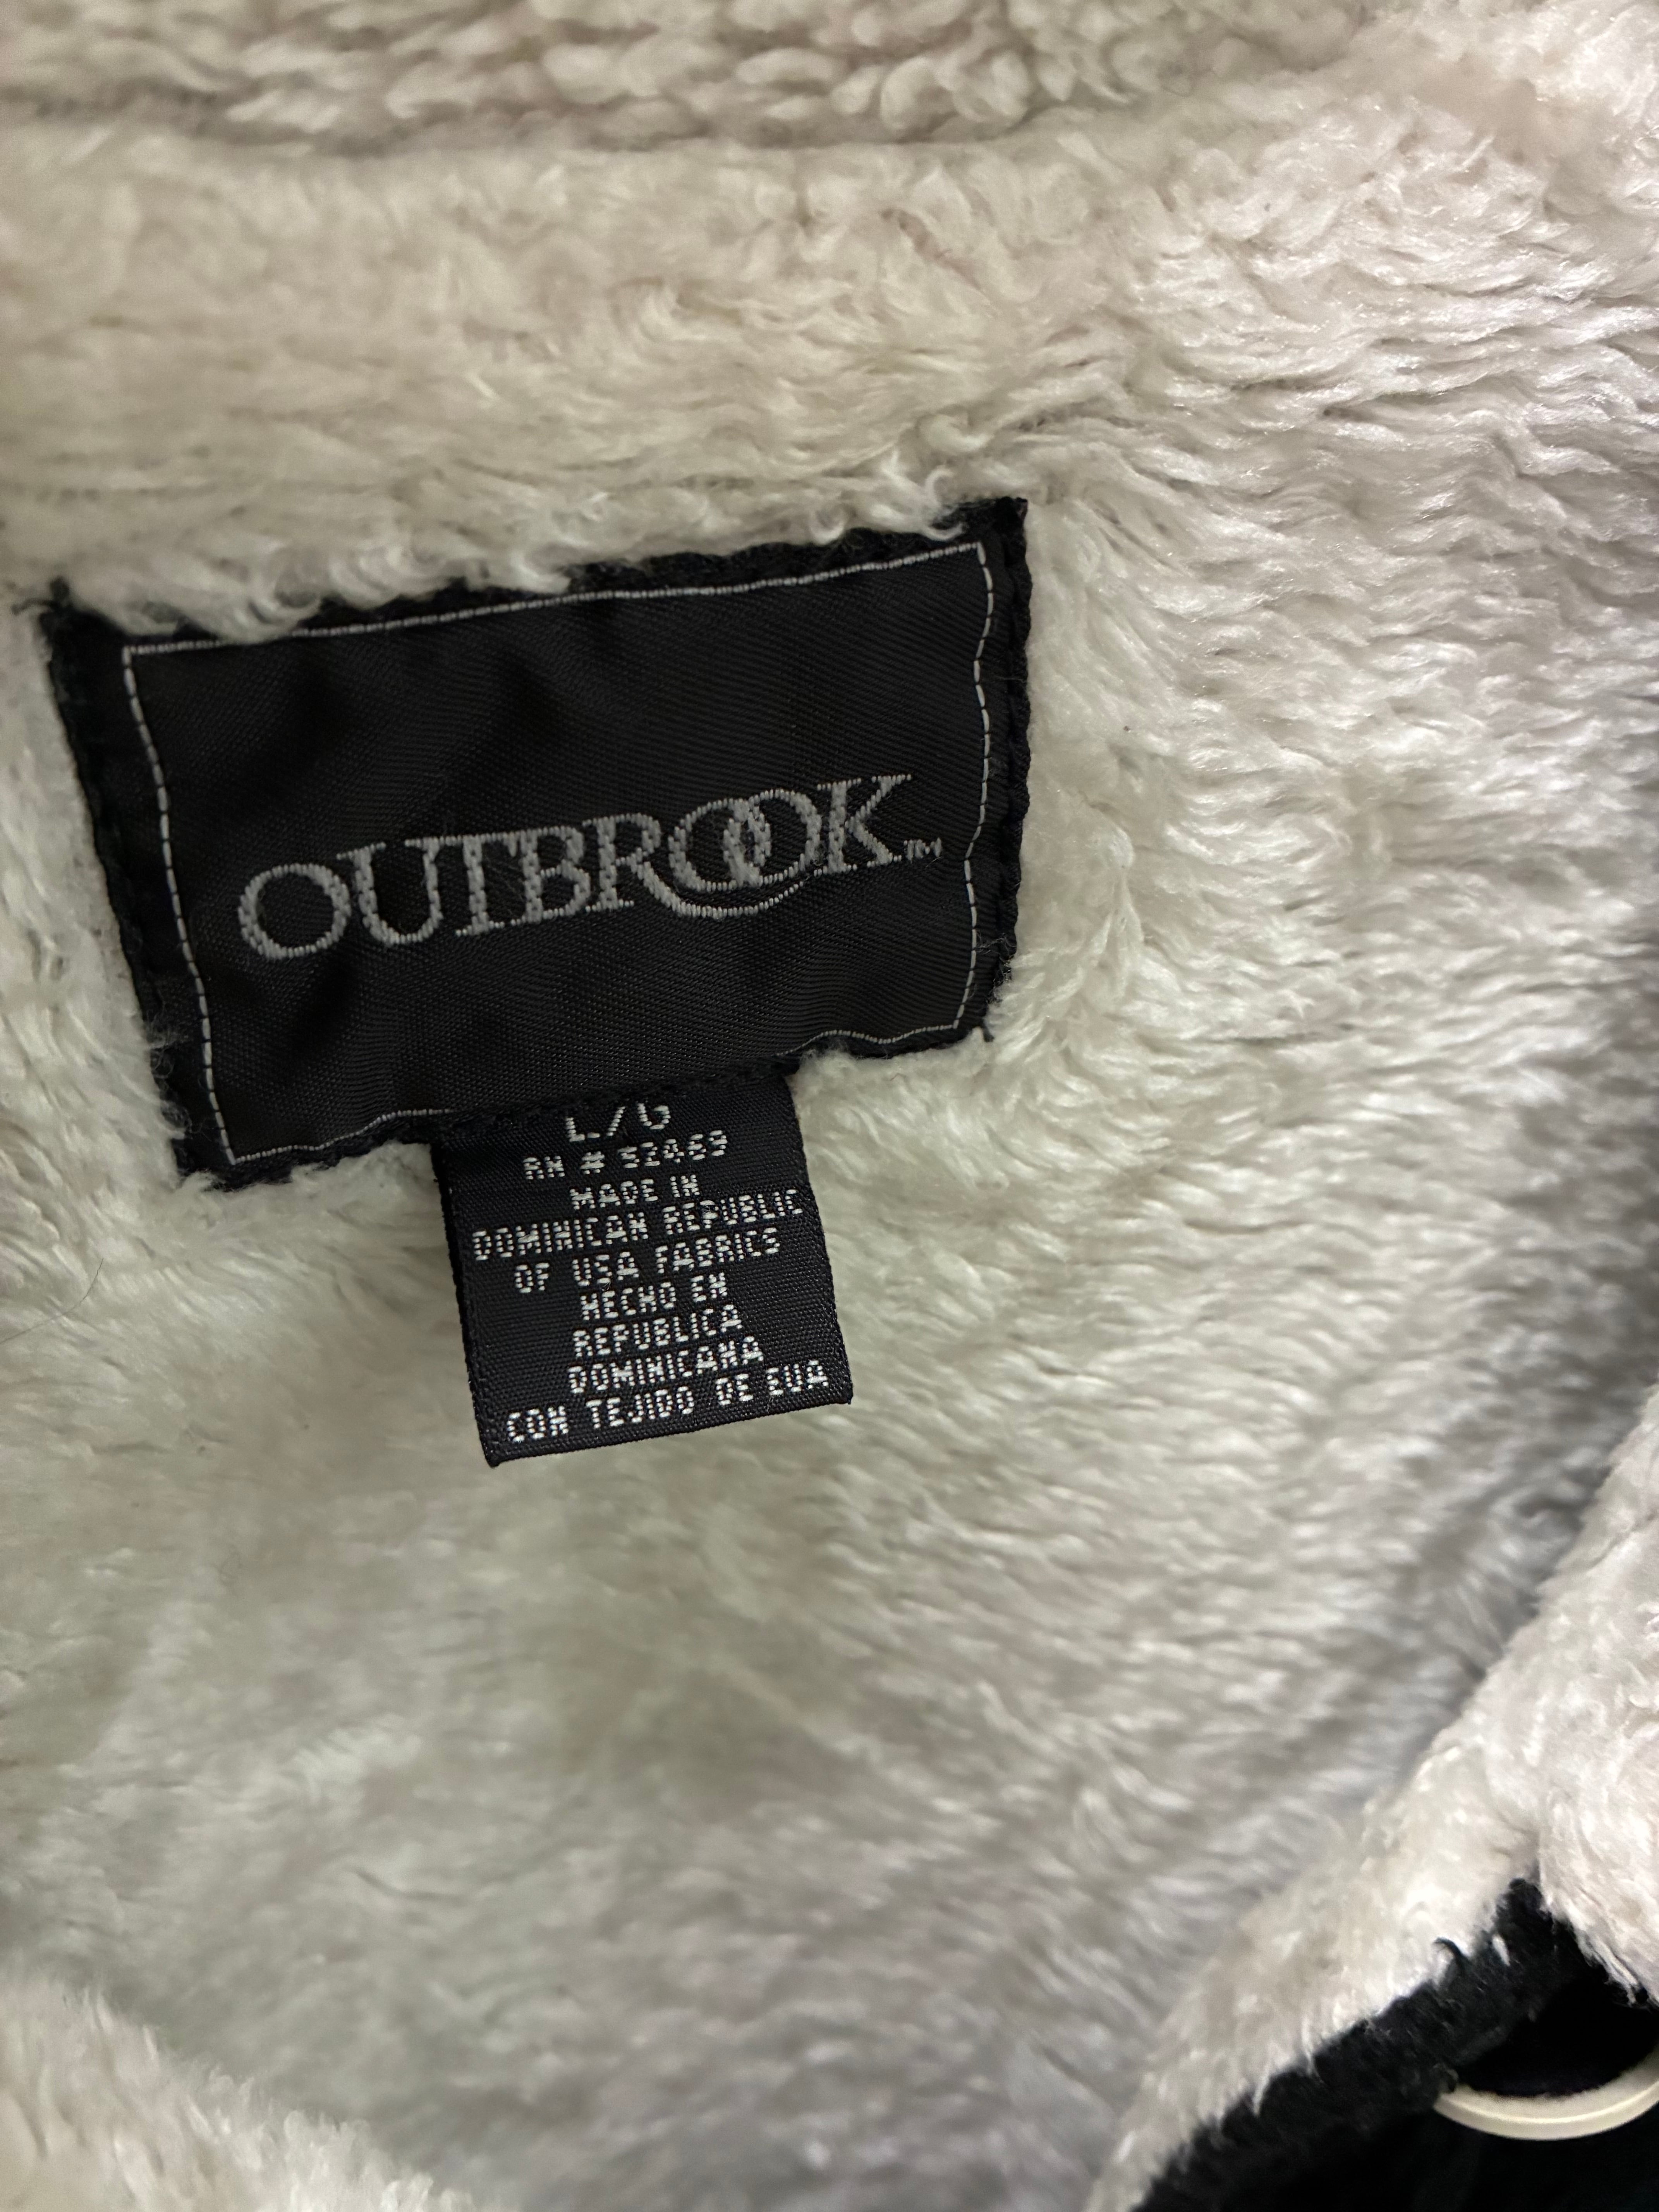 OUTBROOK™
L/G
RN # 52469
MADE IN
DOMINICAN REPUBLIC
OF USA FABRICS
HECHO EN
REPUBLICA
DOMINICANA
CON TEJIDO DE EUA